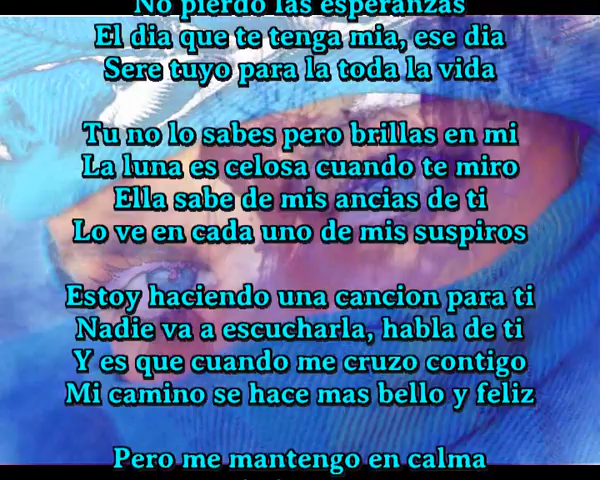 No pierdo las esperanzas
El dia que te tenga mia, ese dia
Sere tuyo para la toda la vida
Tu no lo sabes pero brillas en mi
La luna es celosa cuando te miro
Ella sabe de mis ancias de ti
Lo ve en cada uno de mis suspiros
Estoy haciendo una cancion para ti
Nadie va a escucharla, habla de ti
Y es que cuando me cruzo contigo
Mi camino se hace mas bello y feliz
Pero me mantengo en calma